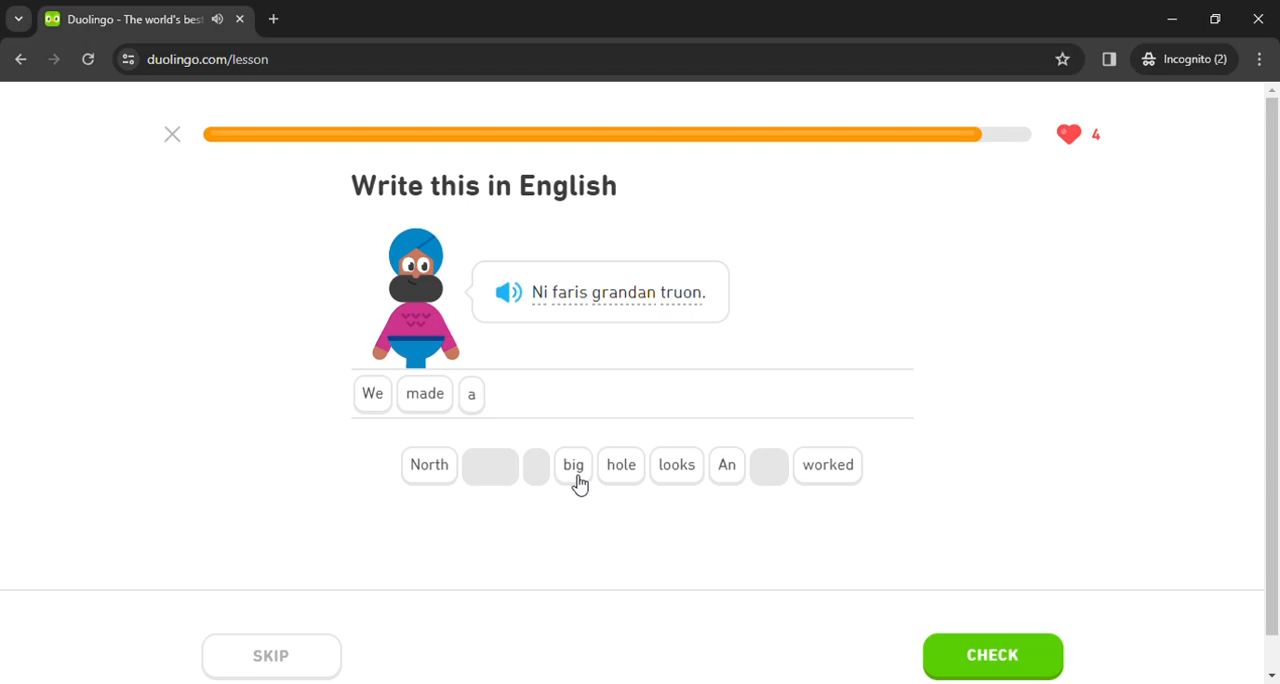 Duolingo - The world's bes
duolingo.com/lesson
Incognito (2)
4
Write this in English
Ni faris grandan truon.
We made a
North big hole looks An worked
SKIP CHECK